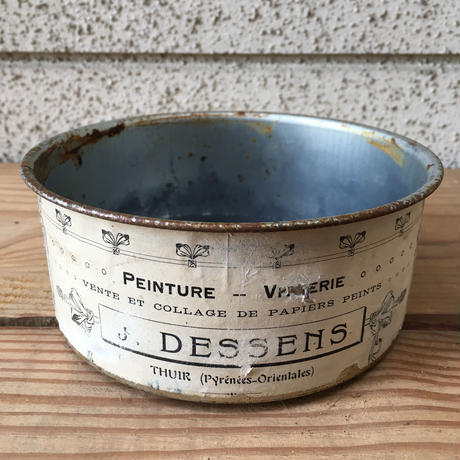 PEINTURE -- VITRERIE
VENTE ET COLLAGE DE PAPIERS PEINTS
J. DESSENS
THUIR (Pyrénées-Orientales)